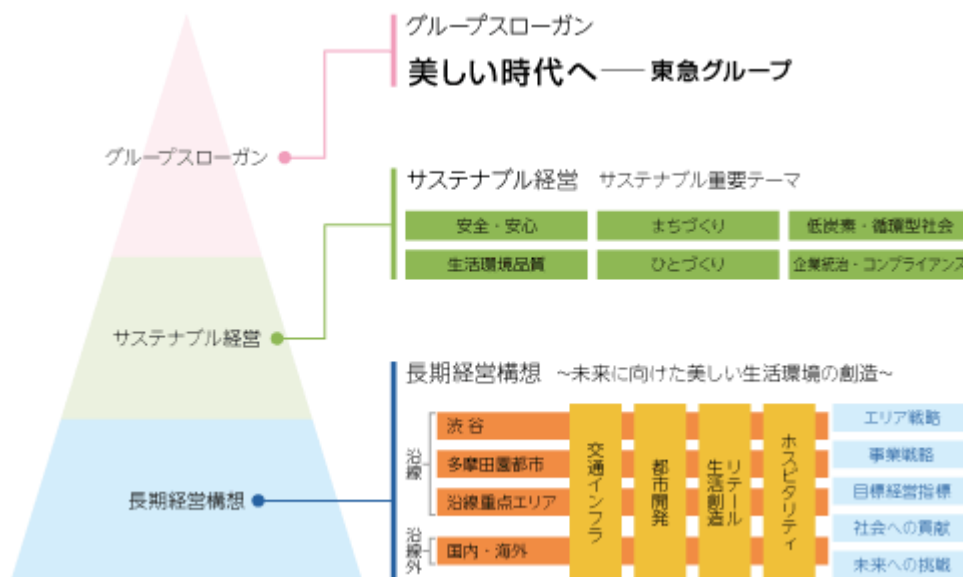 グループスローガン
美しい時代へ── 東急グループ
グループスローガン
サステナブル経営 サステナブル重要テーマ
安全・安心 まちづくり 低炭素・循環型社会
生活環境品質 ひとづくり 企業統治・コンプライアンス
サステナブル経営
長期経営構想 ~未来に向けた美しい生活環境の創造~
長期経営構想
沿線
渋谷
多摩田園都市
沿線重点エリア
沿線外
国内・海外
交通インフラ
都市開発
リテール
生活創造
ホスピタリティ
エリア戦略
事業戦略
目標経営指標
社会への貢献
未来への挑戦